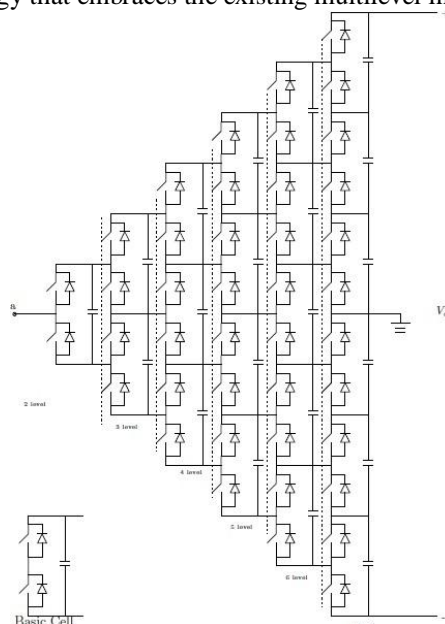 gy that embraces the existing multilevel in
a
V
2 level
3 level
4 level
5 level
6 level
Basic Cell